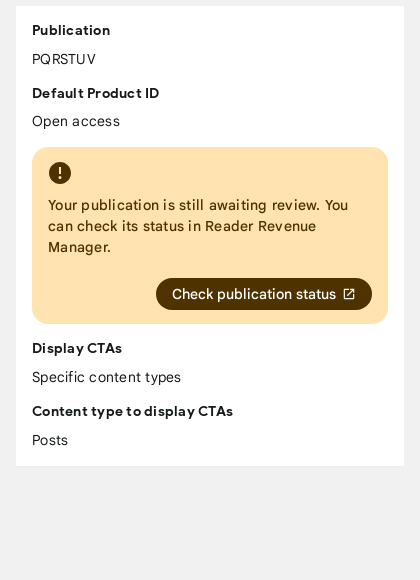 Publication
PQRSTUV
Default Product ID
Open access
Your publication is still awaiting review. You
can check its status in Reader Revenue
Manager.
Check publication status
Display CTAs
Specific content types
Content type to display CTAs
Posts